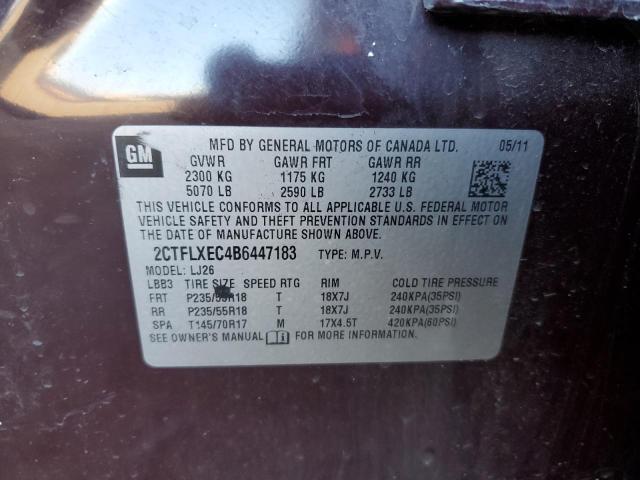 GM
MFD BY GENERAL MOTORS OF CANADA LTD. 05/11
GVWR GAWR FRT GAWR RR
2300 KG 1175 KG 1240 KG
5070 LB 2590 LB 2733 LB
THIS VEHICLE CONFORMS TO ALL APPLICABLE U.S. FEDERAL MOTOR
VEHICLE SAFETY AND THEFT PREVENTION STANDARDS IN EFFECT ON
THE DATE OF MANUFACTURE SHOWN ABOVE.
2CTFLXEC4B6447183 TYPE: M.P.V.
MODEL: LJ26
LBB3 TIRE SIZE SPEED RTG RIM COLD TIRE PRESSURE
FRT P235/55R18 T 18X7J 240KPA(35PSI)
RR P235/55R18 T 18X7J 240KPA(35PSI)
SPA T145/70R17 M 17X4.5T 420KPA(60PSI)
SEE OWNER'S MANUAL FOR MORE INFORMATION.